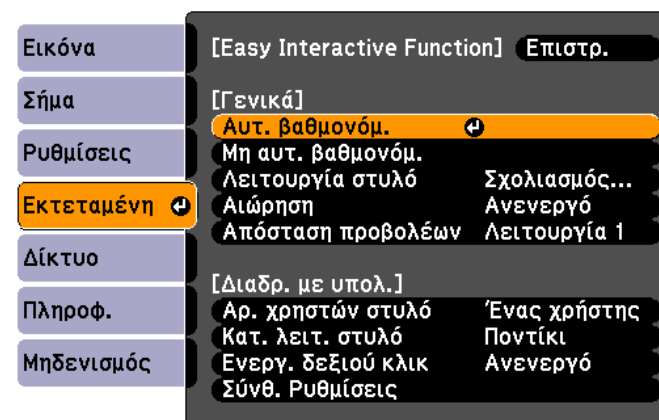 Εικόνα
Σήμα
Ρυθμίσεις
Εκτεταμένη
Δίκτυο
Πληροφ.
Μηδενισμός
[Easy Interactive Function] Επιστρ.
[Γενικά]
Αυτ. βαθμονόμ.
Μη αυτ. βαθμονόμ.
Λειτουργία στυλό Σχολιασμός...
Αιώρηση Ανενεργό
Απόσταση προβολέων Λειτουργία 1
[Διαδρ. με υπολ.]
Αρ. χρηστών στυλό Ένας χρήστης
Κατ. λειτ. στυλό Ποντίκι
Ενεργ. δεξιού κλικ Ανενεργό
Σύνθ. Ρυθμίσεις